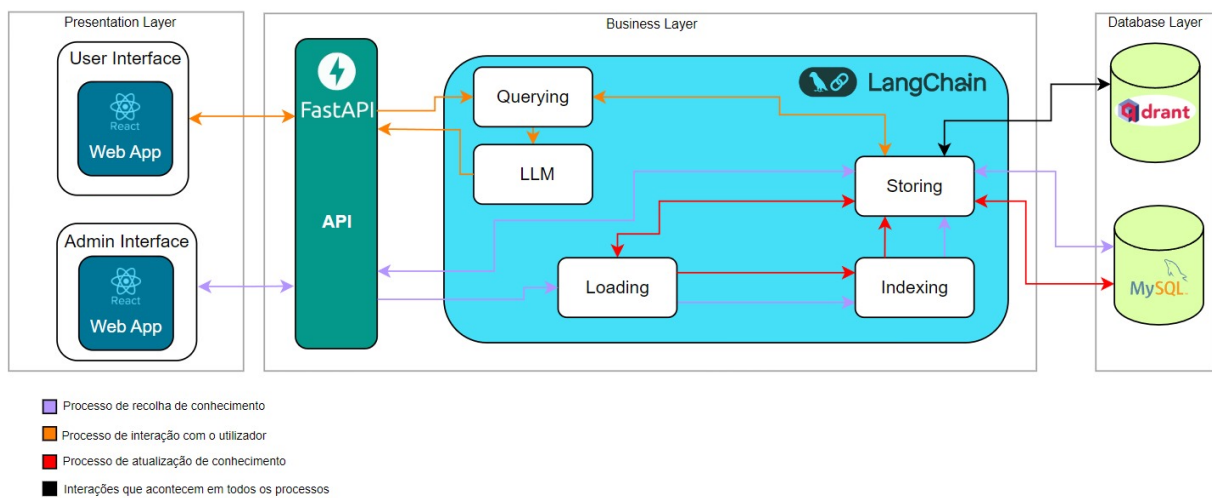 Presentation Layer
Business Layer
Database Layer
User Interface
React
Web App
Admin Interface
React
Web App
FastAPI
API
LangChain
Querying
LLM
Storing
Loading
Indexing
qdrant
MySQL
Processo de recolha de conhecimento
Processo de interação com o utilizador
Processo de atualização de conhecimento
Interações que acontecem em todos os processos